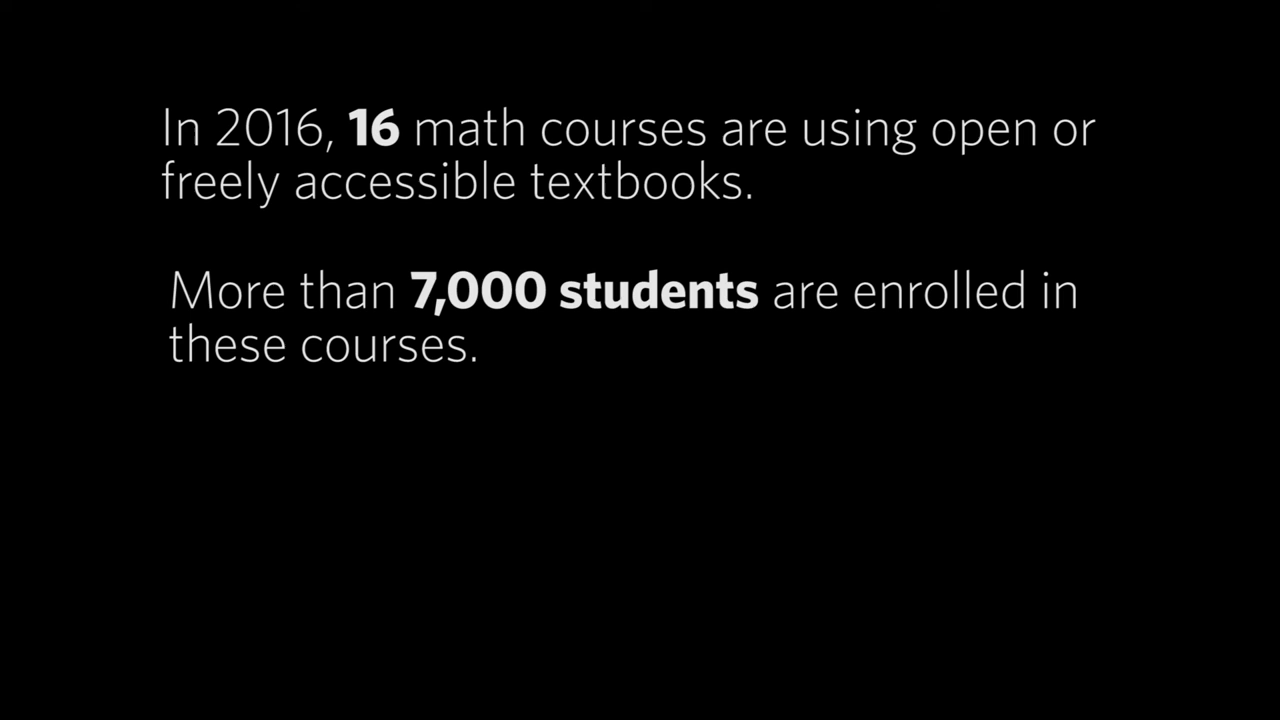 In 2016, 16 math courses are using open or
freely accessible textbooks.
More than 7,000 students are enrolled in
these courses.